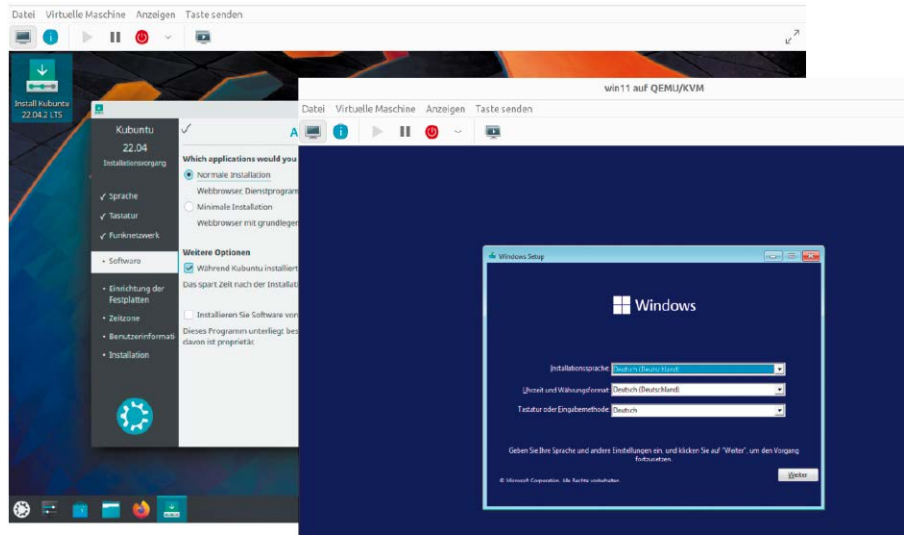 Datei Virtuelle Maschine Anzeigen Taste senden
Install Kubuntu
22.04.2 LTS
Kubuntu
22.04
Installationsvorgang
✓ Sprache
✓ Tastatur
✓ Funknetzwerk
• Software
• Einrichtung der
Festplatten
• Zeitzone
• Benutzerinformati
• Installation
A
Which applications would you
Normale Installation
Webbrowser, Dienstprogram
Minimale Installation
Webbrowser mit grundleger
Weitere Optionen
Während Kubuntu installiert
Das spart Zeit nach der Installati
Installieren Sie Software von
Dieses Programm unterliegt bes
davon ist proprietär.
win11 auf QEMU/KVM
Datei Virtuelle Maschine Anzeigen Taste senden
Windows Setup
Windows
Installationssprache: Deutsch (Deutschland)
Uhrzeit und Währungsformat: Deutsch (Deutschland)
Tastatur oder Eingabemethode: Deutsch
Geben Sie Ihre Sprache und andere Einstellungen ein, und klicken Sie auf "Weiter", um den Vorgang
fortzusetzen.
© Microsoft Corporation. Alle Rechte vorbehalten.
Weiter